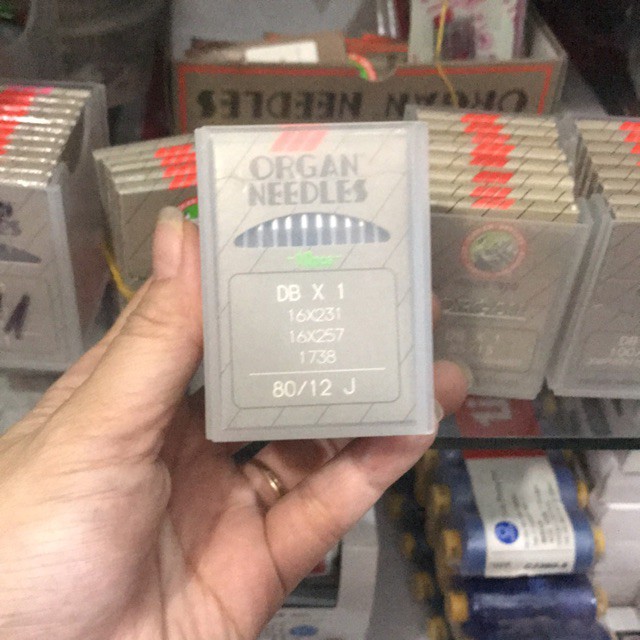 ORGAN NEEDLES
ORGAN
NEEDLES
DB X 1
16X231
16X257
1738
80/12 J